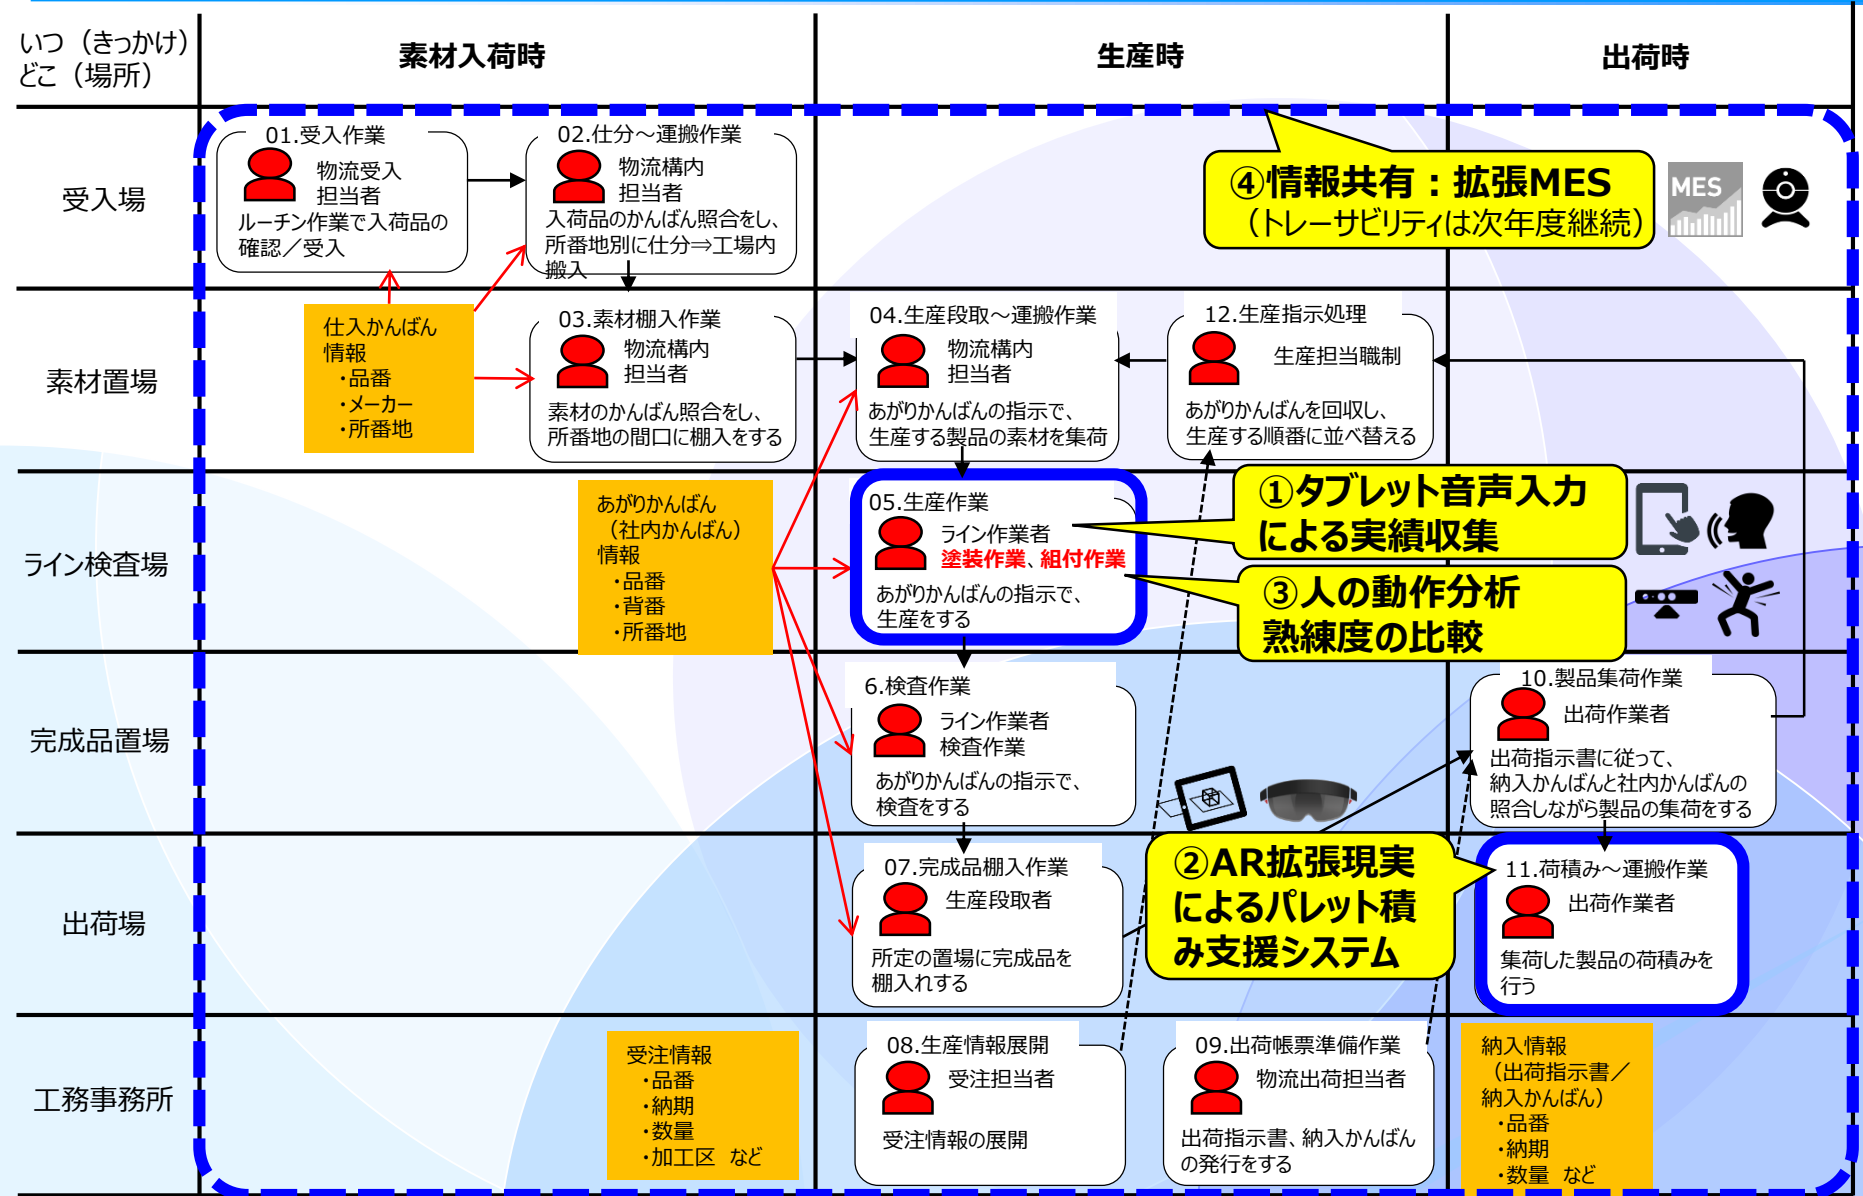 いつ（きっかけ）
どこ（場所）
素材入荷時
生産時
出荷時
受入場
01.受入作業
物流受入
担当者
ルーチン作業で入荷品の
確認／受入
02.仕分～運搬作業
物流構内
担当者
入荷品のかんばん照合をし、
所番地別に仕分⇒工場内
搬入
④情報共有：拡張MES
（トレーサビリティは次年度継続）
MES
素材置場
仕入かんばん
情報
・品番
・メーカー
・所番地
03.素材棚入作業
物流構内
担当者
素材のかんばん照合をし、
所番地の間口に棚入をする
04.生産段取～運搬作業
物流構内
担当者
あがりかんばんの指示で、
生産する製品の素材を集荷
12.生産指示処理
生産担当職制
あがりかんばんを回収し、
生産する順番に並べ替える
ライン検査場
あがりかんばん
（社内かんばん）
情報
・品番
・背番
・所番地
05.生産作業
ライン作業者
塗装作業、組付作業
あがりかんばんの指示で、
生産をする
①タブレット音声入力
による実績収集
③人の動作分析
熟練度の比較
完成品置場
6.検査作業
ライン作業者
検査作業
あがりかんばんの指示で、
検査をする
10.製品集荷作業
出荷作業者
出荷指示書に従って、
納入かんばんと社内かんばんの
照合しながら製品の集荷をする
出荷場
07.完成品棚入作業
生産段取者
所定の置場に完成品を
棚入れする
②AR拡張現実
によるパレット積
み支援システム
11.荷積み～運搬作業
出荷作業者
集荷した製品の荷積みを
行う
工務事務所
受注情報
・品番
・納期
・数量
・加工区 など
08.生産情報展開
受注担当者
受注情報の展開
09.出荷帳票準備作業
物流出荷担当者
出荷指示書、納入かんばん
の発行をする
納入情報
（出荷指示書／
納入かんばん）
・品番
・納期
・数量 など